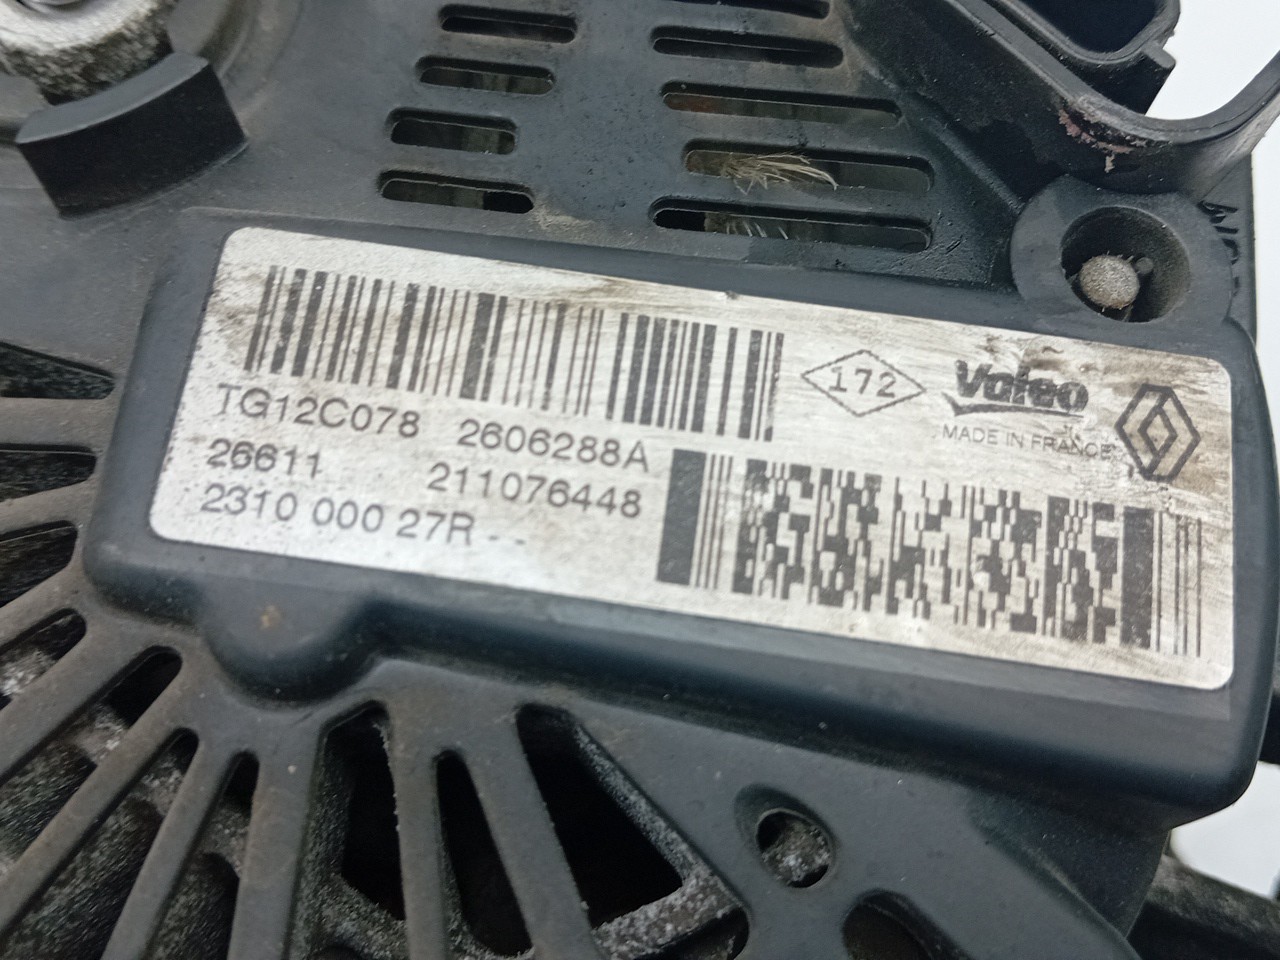 TG12C078 2606288A
26611 211076448
2310 000 27R - -
172
Valeo
MADE IN FRANCE